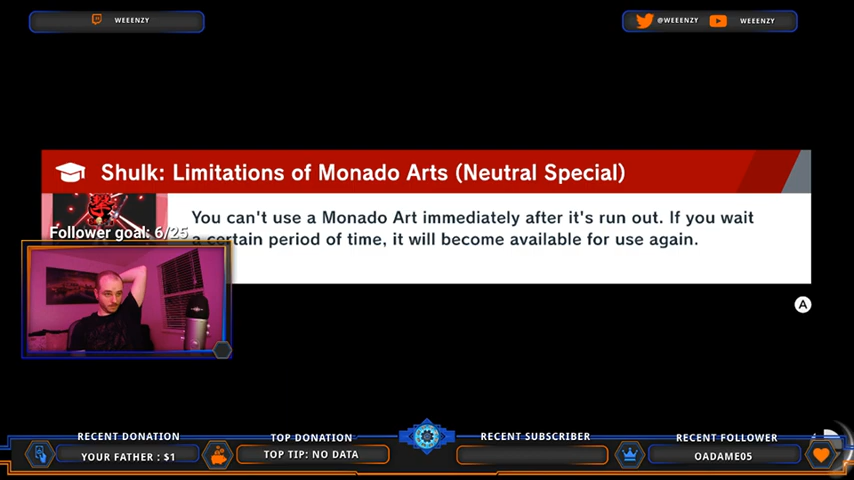 WEEENZY
@WEEENZY
WEEENZY
Shulk: Limitations of Monado Arts (Neutral Special)
You can't use a Monado Art immediately after it's run out. If you wait
a certain period of time, it will become available for use again.
Follower goal: 6/25
A
RECENT DONATION
YOUR FATHER : $1
TOP DONATION
TOP TIP: NO DATA
RECENT SUBSCRIBER
RECENT FOLLOWER
OADAME05